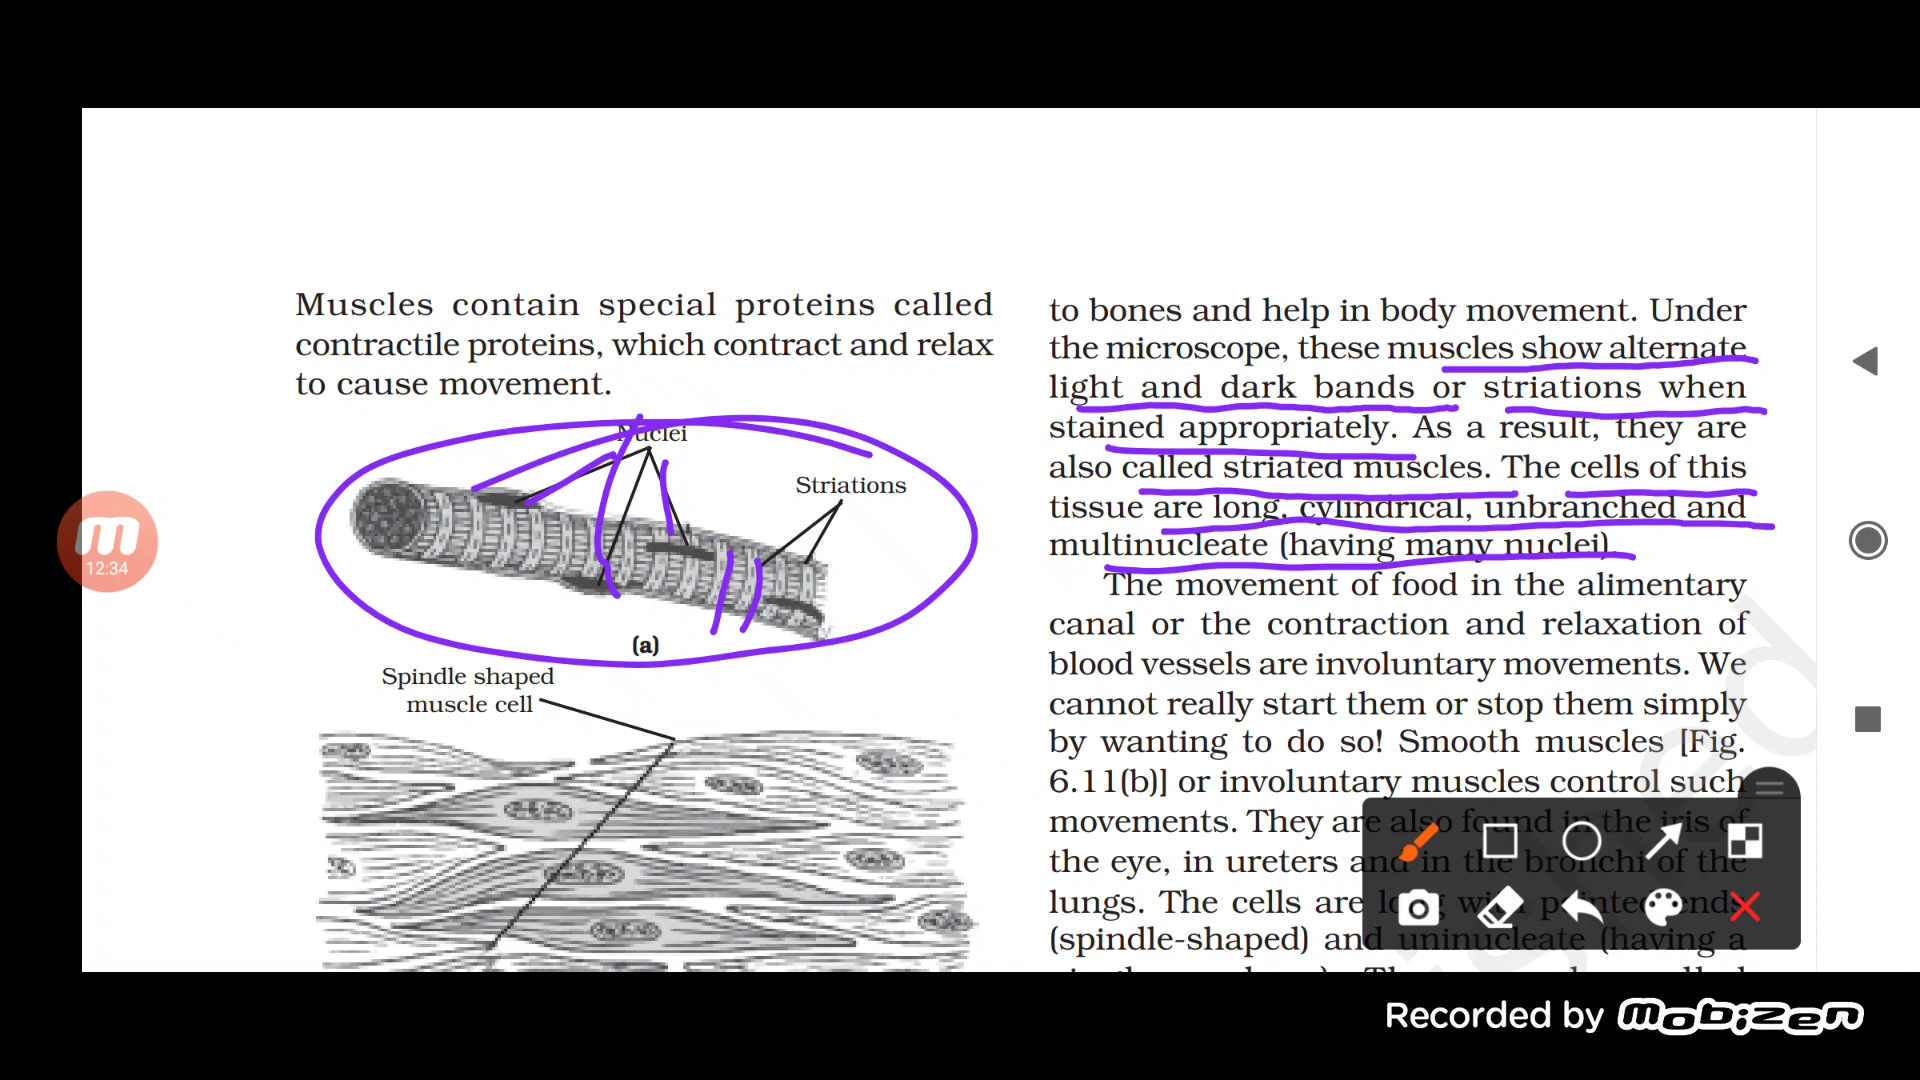 Muscles contain special proteins called
contractile proteins, which contract and relax
to cause movement.
Nuclei
Striations
(a)
Spindle shaped
muscle cell
to bones and help in body movement. Under
the microscope, these muscles show alternate
light and dark bands or striations when
stained appropriately. As a result, they are
also called striated muscles. The cells of this
tissue are long, cylindrical, unbranched and
multinucleate (having many nuclei).
The movement of food in the alimentary
canal or the contraction and relaxation of
blood vessels are involuntary movements. We
cannot really start them or stop them simply
by wanting to do so! Smooth muscles [Fig.
6.11(b)] or involuntary muscles control such
movements. They are also found in the iris of
the eye, in ureters and in the bronchi of the
lungs. The cells are long with pointed ends
(spindle-shaped) and uninucleate (having a
12:34
Recorded by mobizen